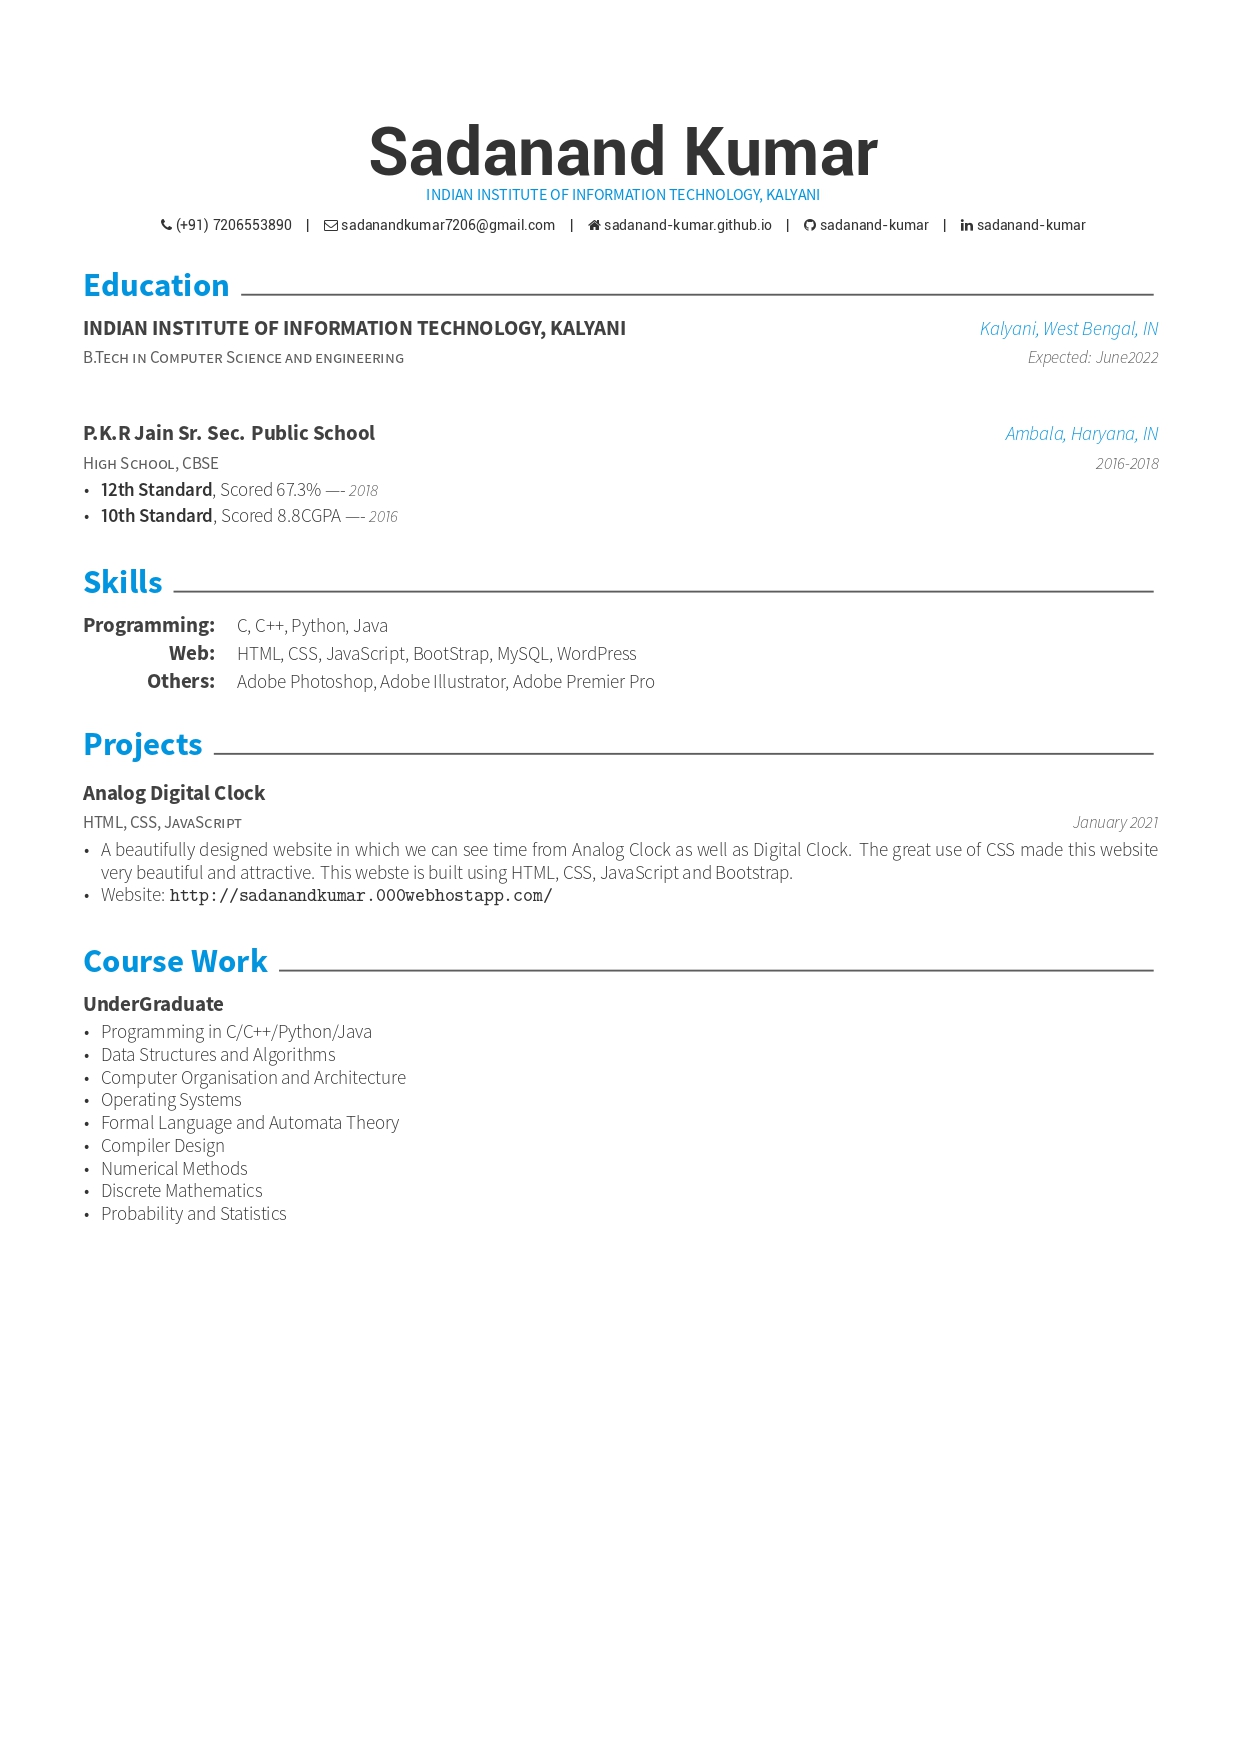 Sadanand Kumar
INDIAN INSTITUTE OF INFORMATION TECHNOLOGY, KALYANI
(+91) 7206553890 | sadanandkumar7206@gmail.com | sadanand-kumar.github.io | sadanand-kumar | sadanand-kumar
Education
INDIAN INSTITUTE OF INFORMATION TECHNOLOGY, KALYANI Kalyani, West Bengal, IN
B.Tech in Computer Science and engineering Expected: June2022
P.K.R Jain Sr. Sec. Public School Ambala, Haryana, IN
High School, CBSE 2016-2018
• 12th Standard, Scored 67.3% —- 2018
• 10th Standard, Scored 8.8CGPA —- 2016
Skills
Programming: C, C++, Python, Java
Web: HTML, CSS, JavaScript, BootStrap, MySQL, WordPress
Others: Adobe Photoshop, Adobe Illustrator, Adobe Premier Pro
Projects
Analog Digital Clock
HTML, CSS, JavaScript January 2021
• A beautifully designed website in which we can see time from Analog Clock as well as Digital Clock. The great use of CSS made this website
very beautiful and attractive. This webste is built using HTML, CSS, JavaScript and Bootstrap.
• Website: http://sadanandkumar.000webhostapp.com/
Course Work
UnderGraduate
• Programming in C/C++/Python/Java
• Data Structures and Algorithms
• Computer Organisation and Architecture
• Operating Systems
• Formal Language and Automata Theory
• Compiler Design
• Numerical Methods
• Discrete Mathematics
• Probability and Statistics